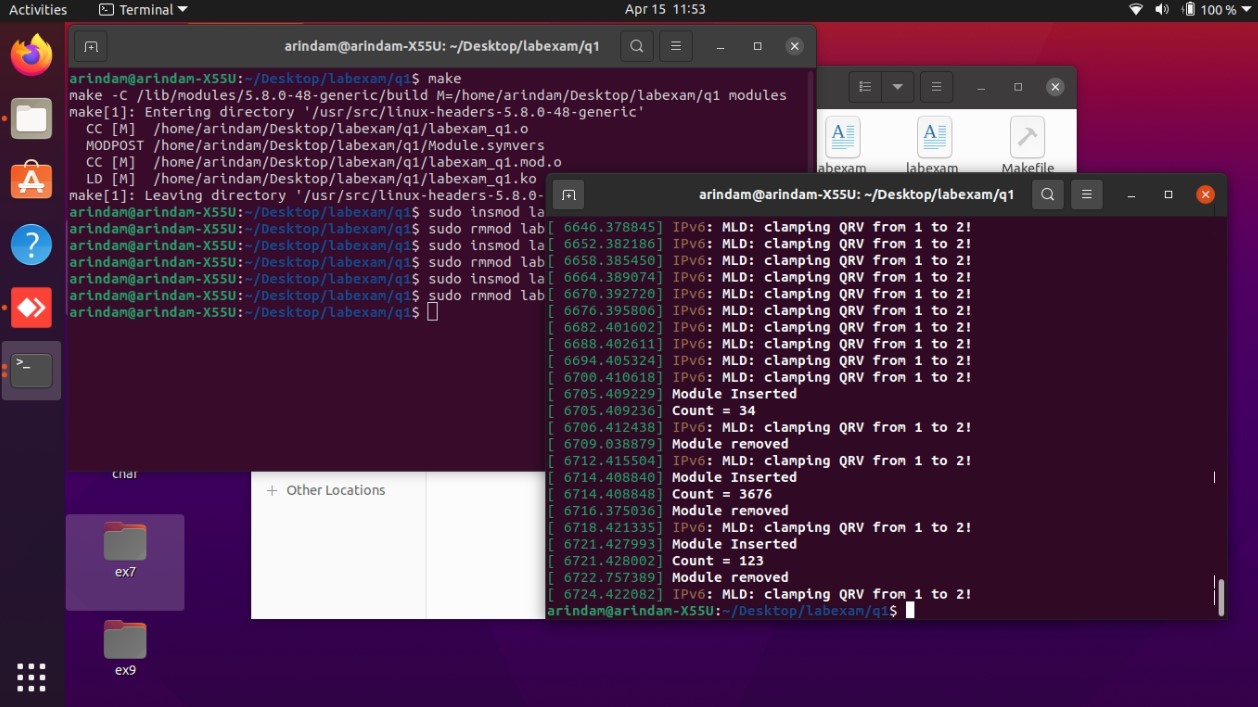 Activities
Terminal
Apr 15 11:53
100 %
arindam@arindam-X55U: ~/Desktop/labexam/q1
arindam@arindam-X55U:~/Desktop/labexam/q1$ make
make -C /lib/modules/5.8.0-48-generic/build M=/home/arindam/Desktop/labexam/q1 modules
make[1]: Entering directory '/usr/src/linux-headers-5.8.0-48-generic'
CC [M] /home/arindam/Desktop/labexam/q1/labexam_q1.o
MODPOST /home/arindam/Desktop/labexam/q1/Module.symvers
CC [M] /home/arindam/Desktop/labexam/q1/labexam_q1.mod.o
LD [M] /home/arindam/Desktop/labexam/q1/labexam_q1.ko
make[1]: Leaving directory '/usr/src/linux-headers-5.8.0-
arindam@arindam-X55U:~/Desktop/labexam/q1$ sudo insmod la
arindam@arindam-X55U:~/Desktop/labexam/q1$ sudo rmmod lab
arindam@arindam-X55U:~/Desktop/labexam/q1$ sudo insmod la
arindam@arindam-X55U:~/Desktop/labexam/q1$ sudo rmmod lab
arindam@arindam-X55U:~/Desktop/labexam/q1$ sudo insmod la
arindam@arindam-X55U:~/Desktop/labexam/q1$ sudo rmmod lab
arindam@arindam-X55U:~/Desktop/labexam/q1$
abexam
labexam
Makefile
arindam@arindam-X55U: ~/Desktop/labexam/q1
[ 6646.378845] IPv6: MLD: clamping QRV from 1 to 2!
[ 6652.382186] IPv6: MLD: clamping QRV from 1 to 2!
[ 6658.385450] IPv6: MLD: clamping QRV from 1 to 2!
[ 6664.389074] IPv6: MLD: clamping QRV from 1 to 2!
[ 6670.392720] IPv6: MLD: clamping QRV from 1 to 2!
[ 6676.395806] IPv6: MLD: clamping QRV from 1 to 2!
[ 6682.401602] IPv6: MLD: clamping QRV from 1 to 2!
[ 6688.402611] IPv6: MLD: clamping QRV from 1 to 2!
[ 6694.405324] IPv6: MLD: clamping QRV from 1 to 2!
[ 6700.410618] IPv6: MLD: clamping QRV from 1 to 2!
[ 6705.409229] Module Inserted
[ 6705.409236] Count = 34
[ 6706.412438] IPv6: MLD: clamping QRV from 1 to 2!
[ 6709.038879] Module removed
[ 6712.415504] IPv6: MLD: clamping QRV from 1 to 2!
[ 6714.408840] Module Inserted
[ 6714.408848] Count = 3676
[ 6716.375036] Module removed
[ 6718.421335] IPv6: MLD: clamping QRV from 1 to 2!
[ 6721.427993] Module Inserted
[ 6721.428002] Count = 123
[ 6722.757389] Module removed
[ 6724.422082] IPv6: MLD: clamping QRV from 1 to 2!
arindam@arindam-X55U:~/Desktop/labexam/q1$
char
Other Locations
ex7
ex9